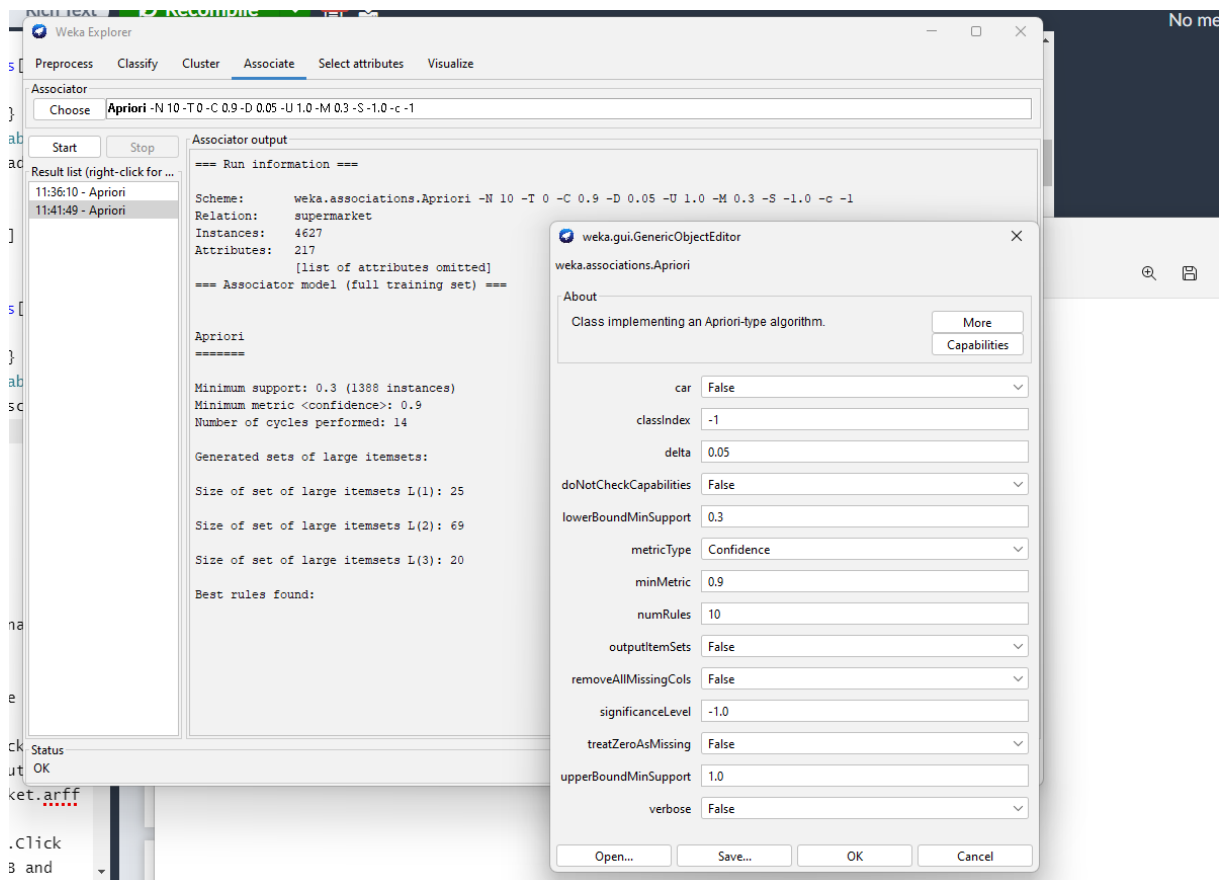 Rich Text Recompile
No me
Weka Explorer
Preprocess Classify Cluster Associate Select attributes Visualize
Associator
Choose Apriori -N 10 -T 0 -C 0.9 -D 0.05 -U 1.0 -M 0.3 -S -1.0 -c -1
Start Stop
Result list (right-click for ...
11:36:10 - Apriori
11:41:49 - Apriori
Associator output
=== Run information ===
Scheme: weka.associations.Apriori -N 10 -T 0 -C 0.9 -D 0.05 -U 1.0 -M 0.3 -S -1.0 -c -1
Relation: supermarket
Instances: 4627
Attributes: 217
[list of attributes omitted]
=== Associator model (full training set) ===
Apriori
=======
Minimum support: 0.3 (1388 instances)
Minimum metric <confidence>: 0.9
Number of cycles performed: 14
Generated sets of large itemsets:
Size of set of large itemsets L(1): 25
Size of set of large itemsets L(2): 69
Size of set of large itemsets L(3): 20
Best rules found:
Status
OK
weka.gui.GenericObjectEditor
weka.associations.Apriori
About
Class implementing an Apriori-type algorithm.
More
Capabilities
car False
classIndex -1
delta 0.05
doNotCheckCapabilities False
lowerBoundMinSupport 0.3
metricType Confidence
minMetric 0.9
numRules 10
outputItemSets False
removeAllMissingCols False
significanceLevel -1.0
treatZeroAsMissing False
upperBoundMinSupport 1.0
verbose False
Open... Save... OK Cancel
s[
}
ab
ad
]
s[
}
ab
sc
na
e
ck
ut
ket.arff
.Click
B and